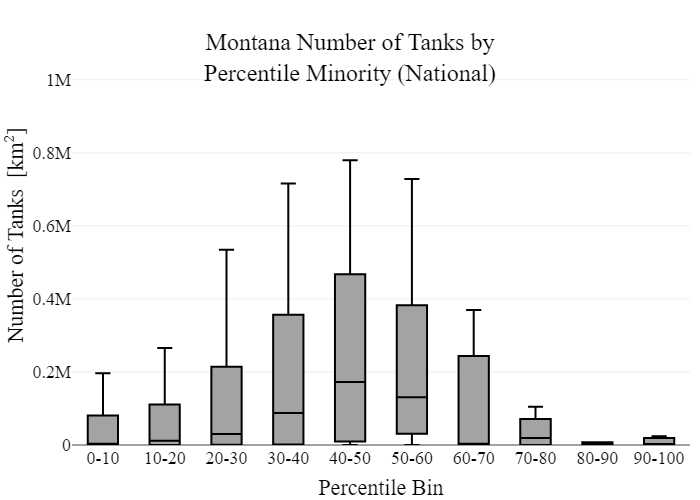 Montana Number of Tanks by
Percentile Minority (National)
Number of Tanks [km²]
1M
0.8M
0.6M
0.4M
0.2M
0
0-10 10-20 20-30 30-40 40-50 50-60 60-70 70-80 80-90 90-100
Percentile Bin